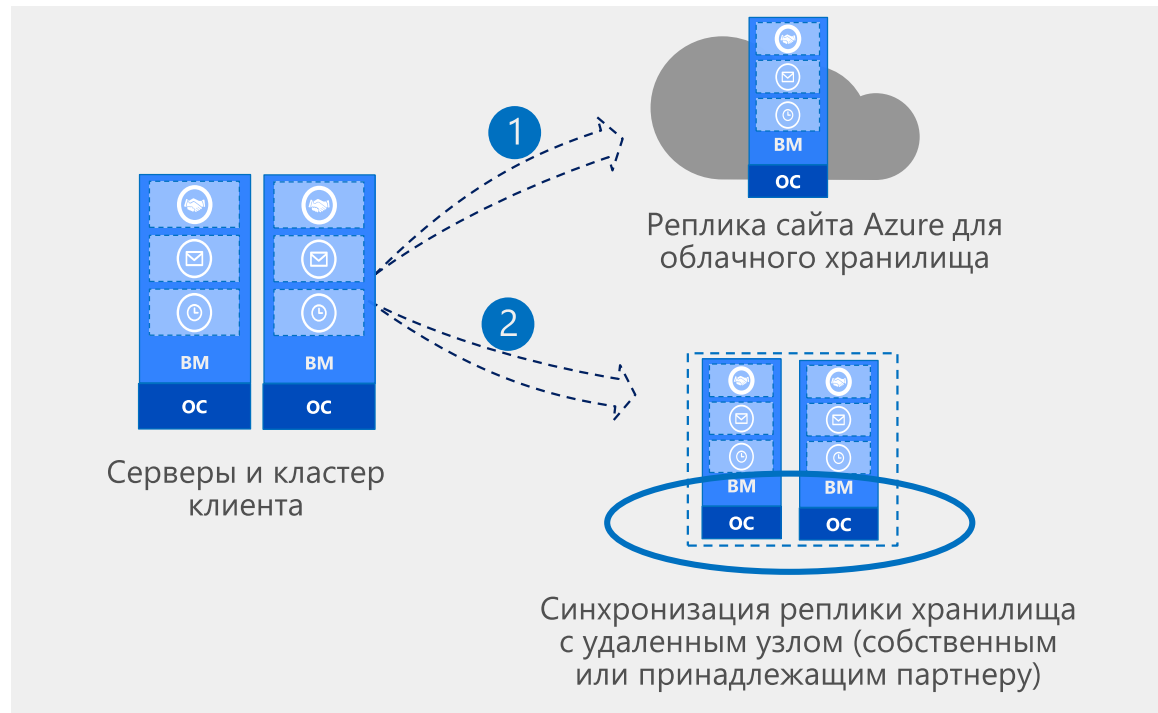 1
ВМ
ОС
Реплика сайта Azure для
облачного хранилища
ВМ
ВМ
ОС
ОС
Серверы и кластер
клиента
2
ВМ
ВМ
ОС
ОС
Синхронизация реплики хранилища
с удаленным узлом (собственным
или принадлежащим партнеру)